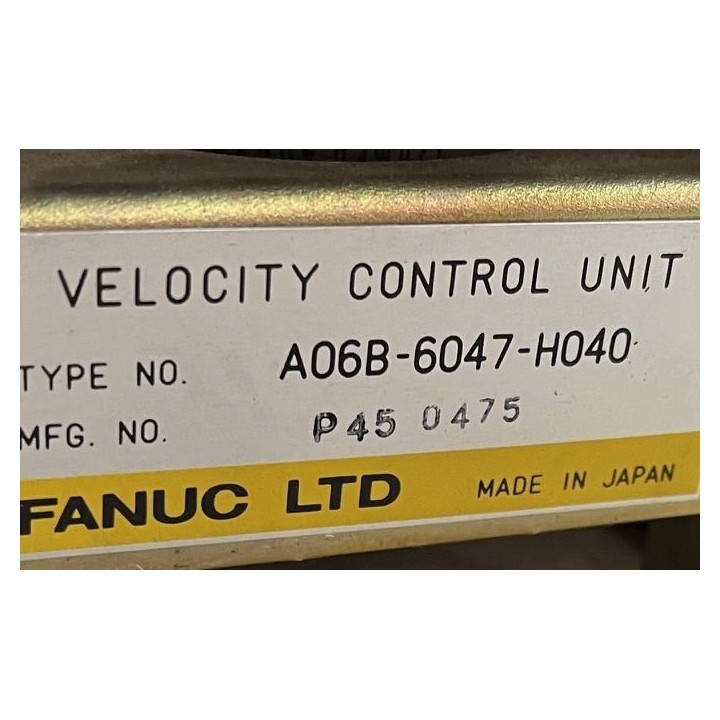 VELOCITY CONTROL UNIT
TYPE NO. A06B-6047-H040
MFG. NO. P45 0475
FANUC LTD MADE IN JAPAN